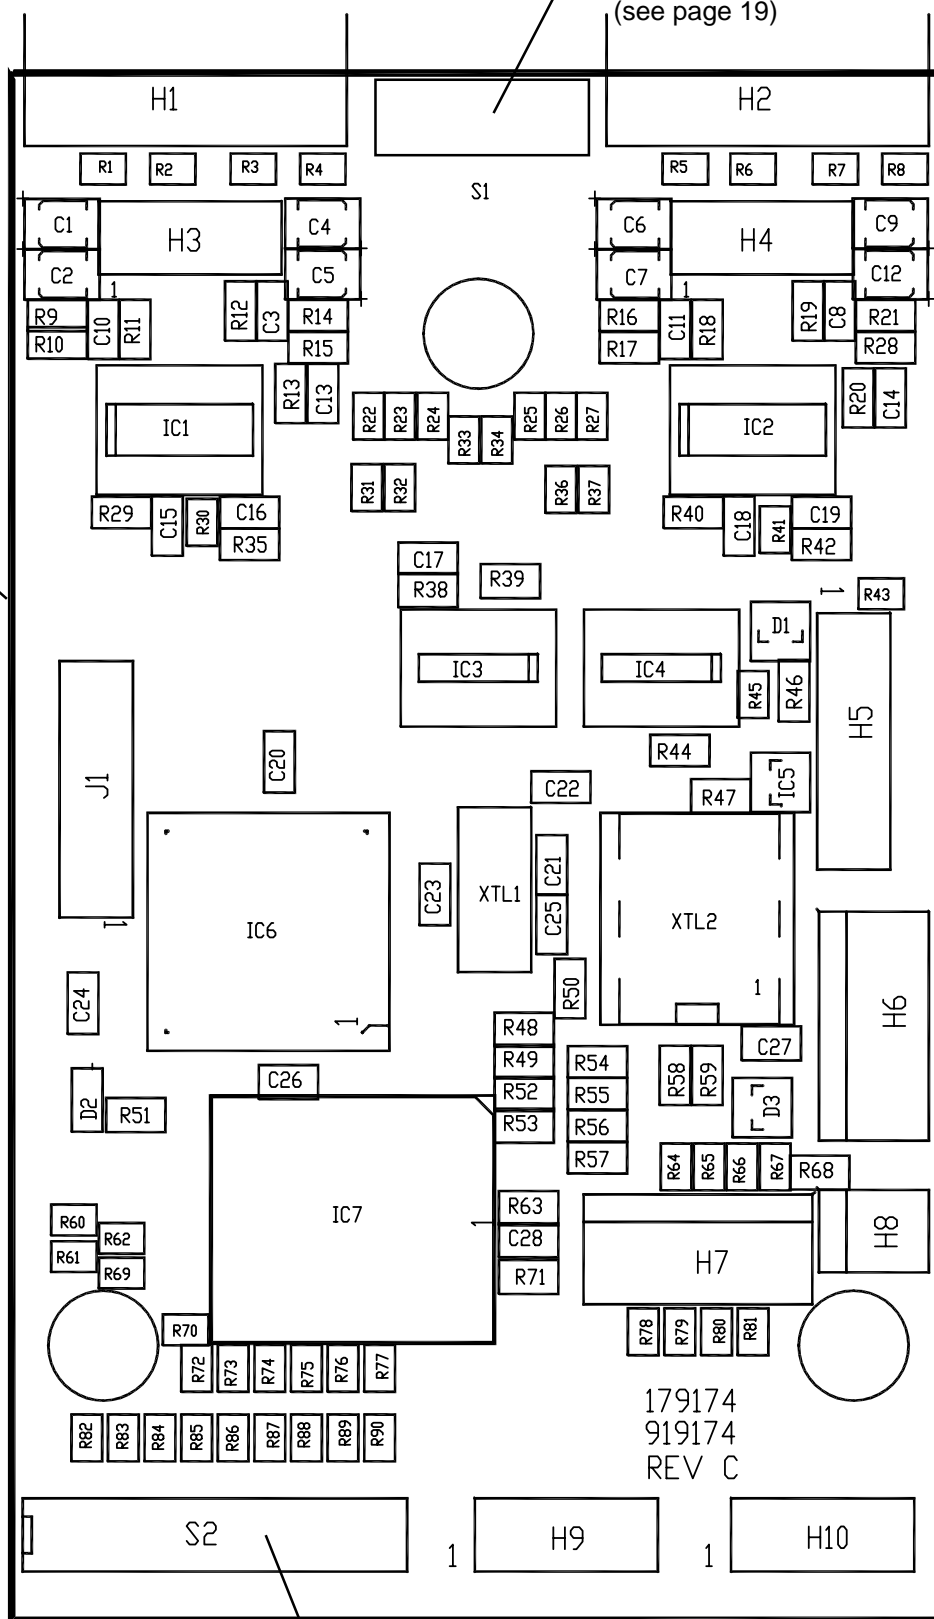 (see page 19)
H1
H2
R1 R2 R3 R4 R5 R6 R7 R8
S1
C1 H3 C4 C6 H4 C9
C2 C5 C7 C12
1 1
R9 C10 R11 R12 C3 R14 R16 C11 R18 R19 C8 R21
R10 R15 R17 R28
R13 C13 R20 C14
R22 R23 R24 R33 R34 R25 R26 R27
IC1 IC2
R31 R32 R36 R37
R29 C15 R30 C16 R40 C18 R41 C19
R35 R42
C17
R38 R39
1 R43
D1
IC3 IC4 R45 R46
H5
R44
J1 C20 C22 R47 IC5
C23 XTL1 C21
C25
IC6 XTL2
1
C24 R50 1 H6
1
R48
R49 R54 R58 R59 C27
C26 R52 R55
D2 R51 R53 R56 D3
R57 R64 R65 R66 R67 R68
IC7 R63
R60 R62 C28 H8
R61 R69 R71 H7
R70 R78 R79 R80 R81
R72 R73 R74 R75 R76 R77
179174
919174
REV C
R82 R83 R84 R85 R86 R87 R88 R89 R90
S2 1 H9 1 H10